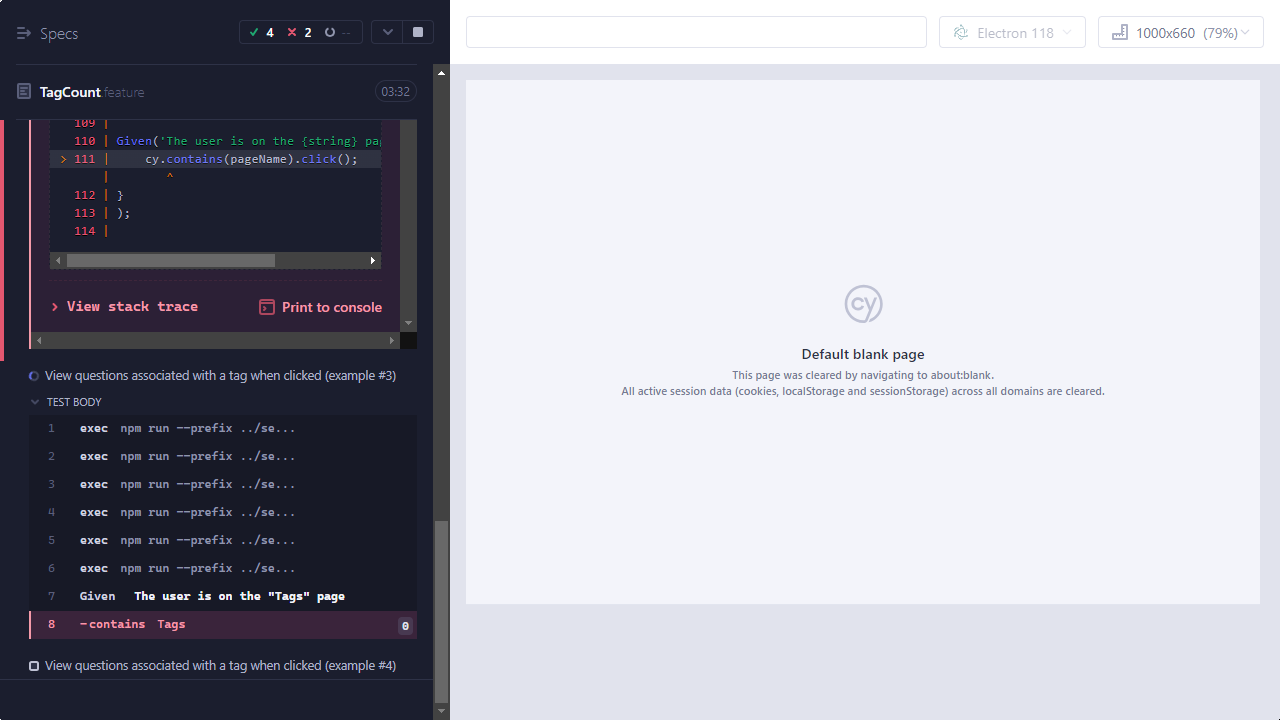 Specs
4 2 --
Electron 118
1000x660 (79%)
TagCount feature
03:32
109 |
110 | Given('The user is on the {string} pag
> 111 | cy.contains(pageName).click();
| ^
112 | }
113 | );
114 |
View stack trace
Print to console
View questions associated with a tag when clicked (example #3)
TEST BODY
1 exec npm run --prefix ../se...
2 exec npm run --prefix ../se...
3 exec npm run --prefix ../se...
4 exec npm run --prefix ../se...
5 exec npm run --prefix ../se...
6 exec npm run --prefix ../se...
7 Given The user is on the "Tags" page
8 -contains Tags 0
View questions associated with a tag when clicked (example #4)
cy
Default blank page
This page was cleared by navigating to about:blank.
All active session data (cookies, localStorage and sessionStorage) across all domains are cleared.